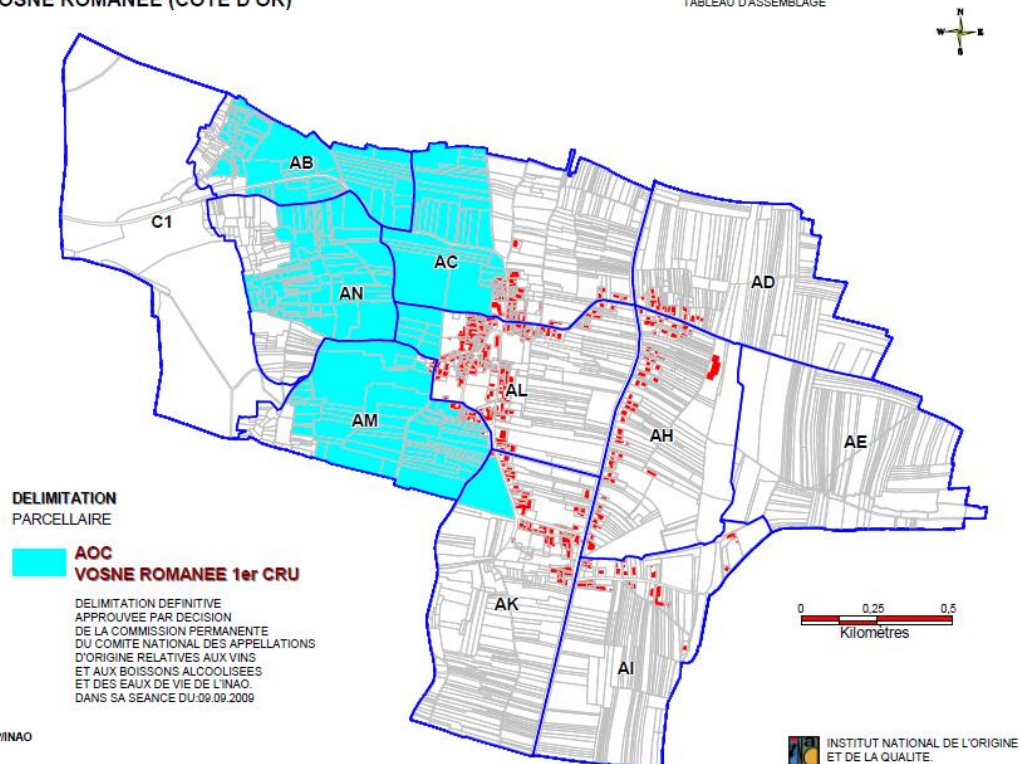 VOSNE ROMANEE (COTE D'OR)
TABLEAU D'ASSEMBLAGE
N
W E
S
AB
C1
AC
AN
AD
AL
AM
AH
AE
DELIMITATION
PARCELLAIRE
AOC
VOSNE ROMANEE 1er CRU
DELIMITATION DEFINITIVE
APPROUVEE PAR DECISION
DE LA COMMISSION PERMANENTE
DU COMITE NATIONAL DES APPELLATIONS
D'ORIGINE RELATIVES AUX VINS
ET AUX BOISSONS ALCOOLISEES
ET DES EAUX DE VIE DE L'INAO.
DANS SA SEANCE DU:09.09.2009
AK
AI
0 0,25 0,5
Kilomètres
/INAO
INSTITUT NATIONAL DE L'ORIGINE
ET DE LA QUALITE.